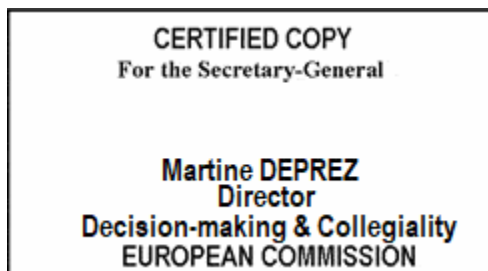 CERTIFIED COPY
For the Secretary-General
Martine DEPREZ
Director
Decision-making & Collegiality
EUROPEAN COMMISSION